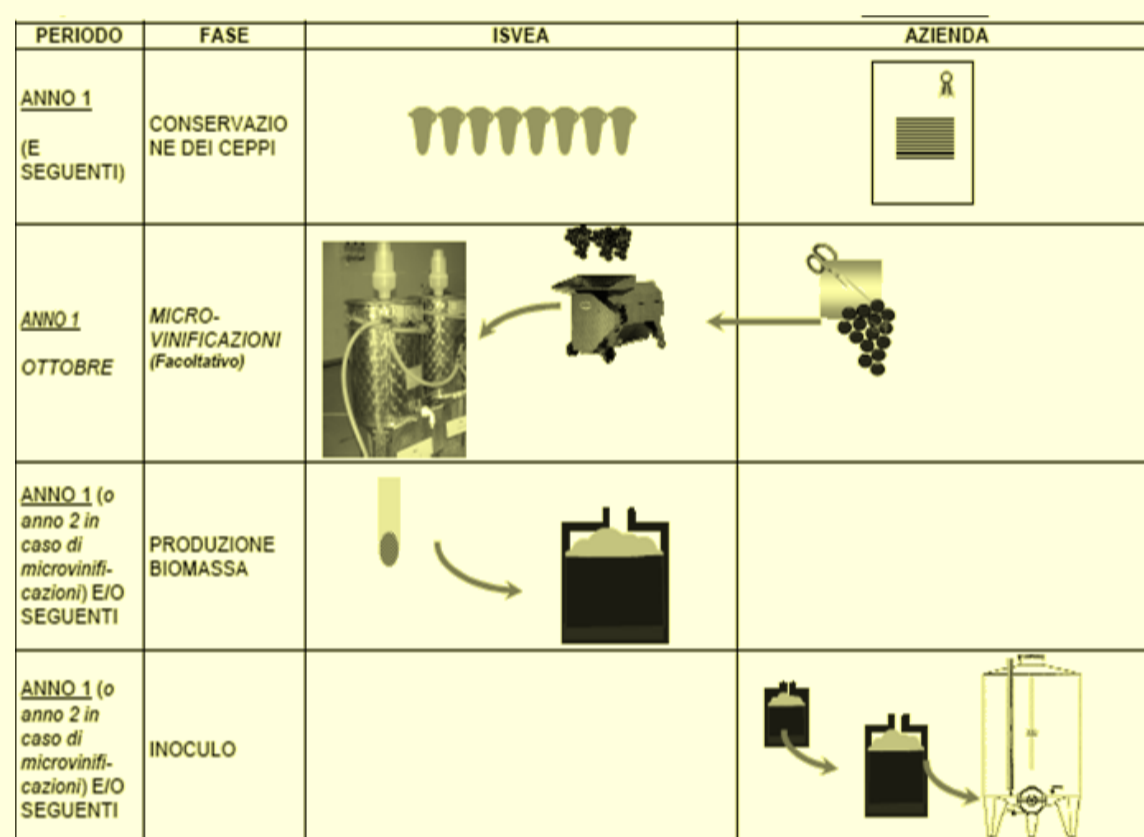 PERIODO FASE ISVEA AZIENDA
ANNO 1
(E
SEGUENTI)
CONSERVAZIO
NE DEI CEPPI
ANNO 1
OTTOBRE
MICRO-
VINIFICAZIONI
(Facoltativo)
ANNO 1 (o
anno 2 in
caso di
microvinifi-
cazioni) E/O
SEGUENTI
PRODUZIONE
BIOMASSA
ANNO 1 (o
anno 2 in
caso di
microvinifi-
cazioni) E/O
SEGUENTI
INOCULO